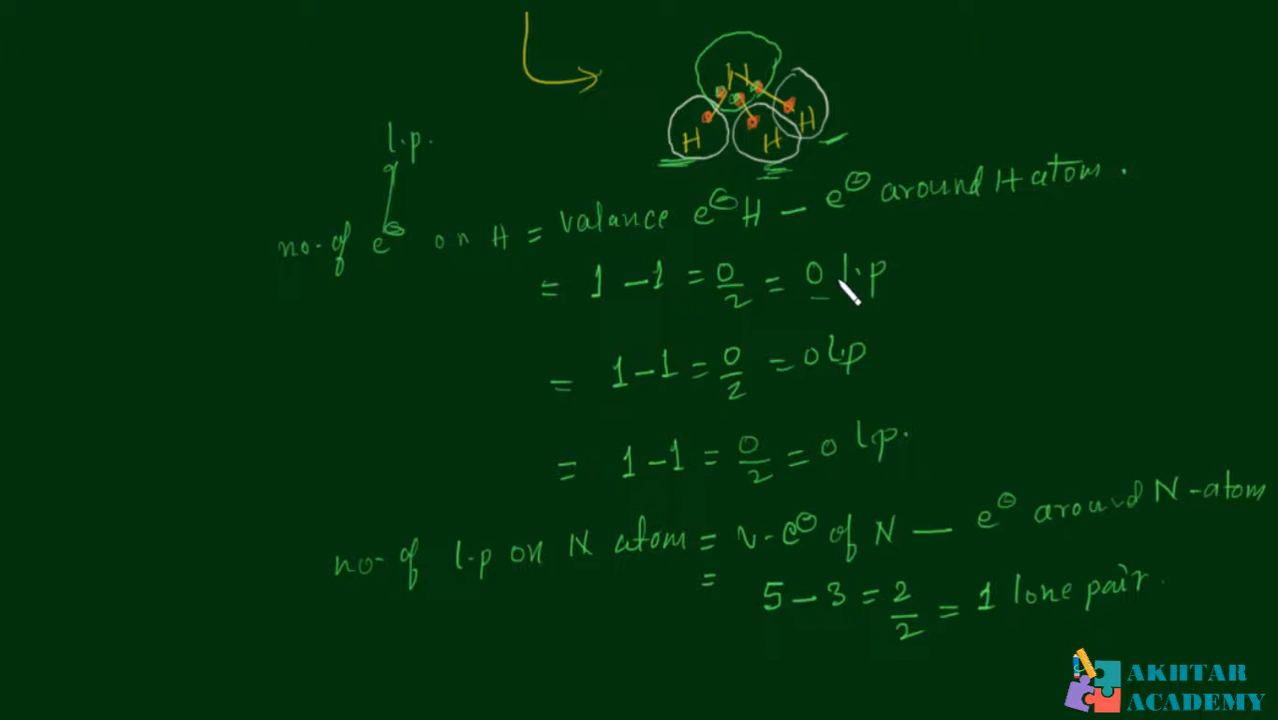 N
H H H
l.p.
no. of e⊖ on H = valance e⊖ H - e⊖ around H atom.
= 1 - 1 = 0/2 = 0 l.p
= 1 - 1 = 0/2 = 0 l.p
= 1 - 1 = 0/2 = 0 l.p.
no. of l.p on N atom = v.e⊖ of N - e⊖ around N-atom
= 5 - 3 = 2/2 = 1 lone pair.
AKHTAR
ACADEMY